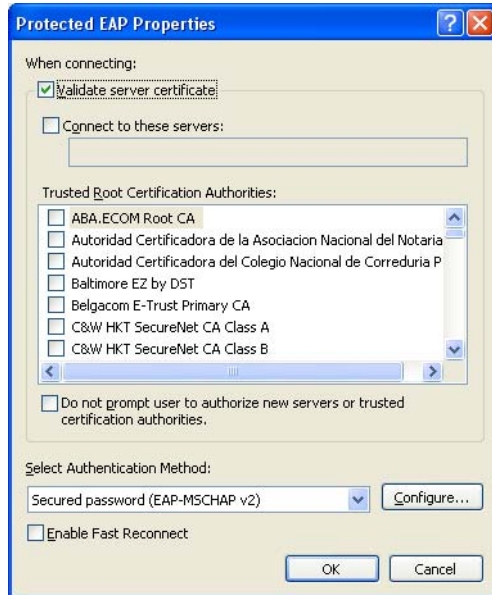 Protected EAP Properties
When connecting:
Validate server certificate
Connect to these servers:
Trusted Root Certification Authorities:
ABA.ECOM Root CA
Autoridad Certificadora de la Asociacion Nacional del Notaria
Autoridad Certificadora del Colegio Nacional de Correduria P
Baltimore EZ by DST
Belgacom E-Trust Primary CA
C&W HKT SecureNet CA Class A
C&W HKT SecureNet CA Class B
Do not prompt user to authorize new servers or trusted
certification authorities.
Select Authentication Method:
Secured password (EAP-MSCHAP v2)
Configure...
Enable Fast Reconnect
OK
Cancel